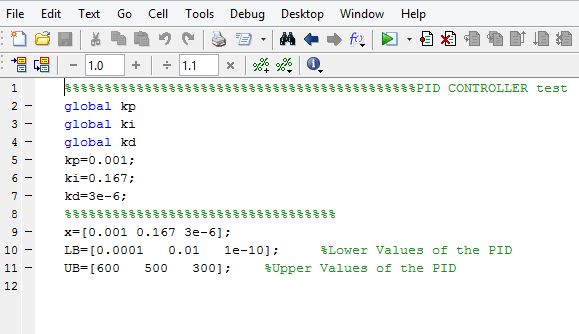 File Edit Text Go Cell Tools Debug Desktop Window Help
− 1.0 + ÷ 1.1 ×
1 %%%%%%%%%%%%%%%%%%%%%%%%%%%%%%%%%%%%%%%%%%%%PID CONTROLLER test
2 − global kp
3 − global ki
4 − global kd
5 − kp=0.001;
6 − ki=0.167;
7 − kd=3e-6;
8 %%%%%%%%%%%%%%%%%%%%%%%%%%%%%%%%%%
9 − x=[0.001 0.167 3e-6];
10 − LB=[0.0001 0.01 1e-10]; %Lower Values of the PID
11 − UB=[600 500 300]; %Upper Values of the PID
12